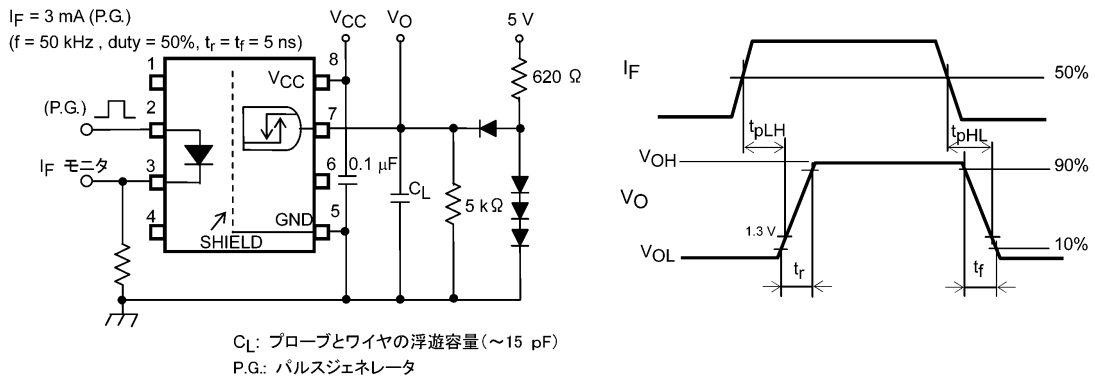 IF = 3 mA (P.G.)
(f = 50 kHz , duty = 50%, tr = tf = 5 ns)
VCC
VO
5 V
1
8
VCC
620 Ω
(P.G.)
2
7
IF モニタ
3
6
0.1 μF
CL
5 kΩ
4
GND
5
SHIELD
CL: プローブとワイヤの浮遊容量(～15 pF)
P.G.: パルスジェネレータ
IF
50%
tpLH
tpHL
VOH
90%
VO
1.3 V
10%
VOL
tr
tf